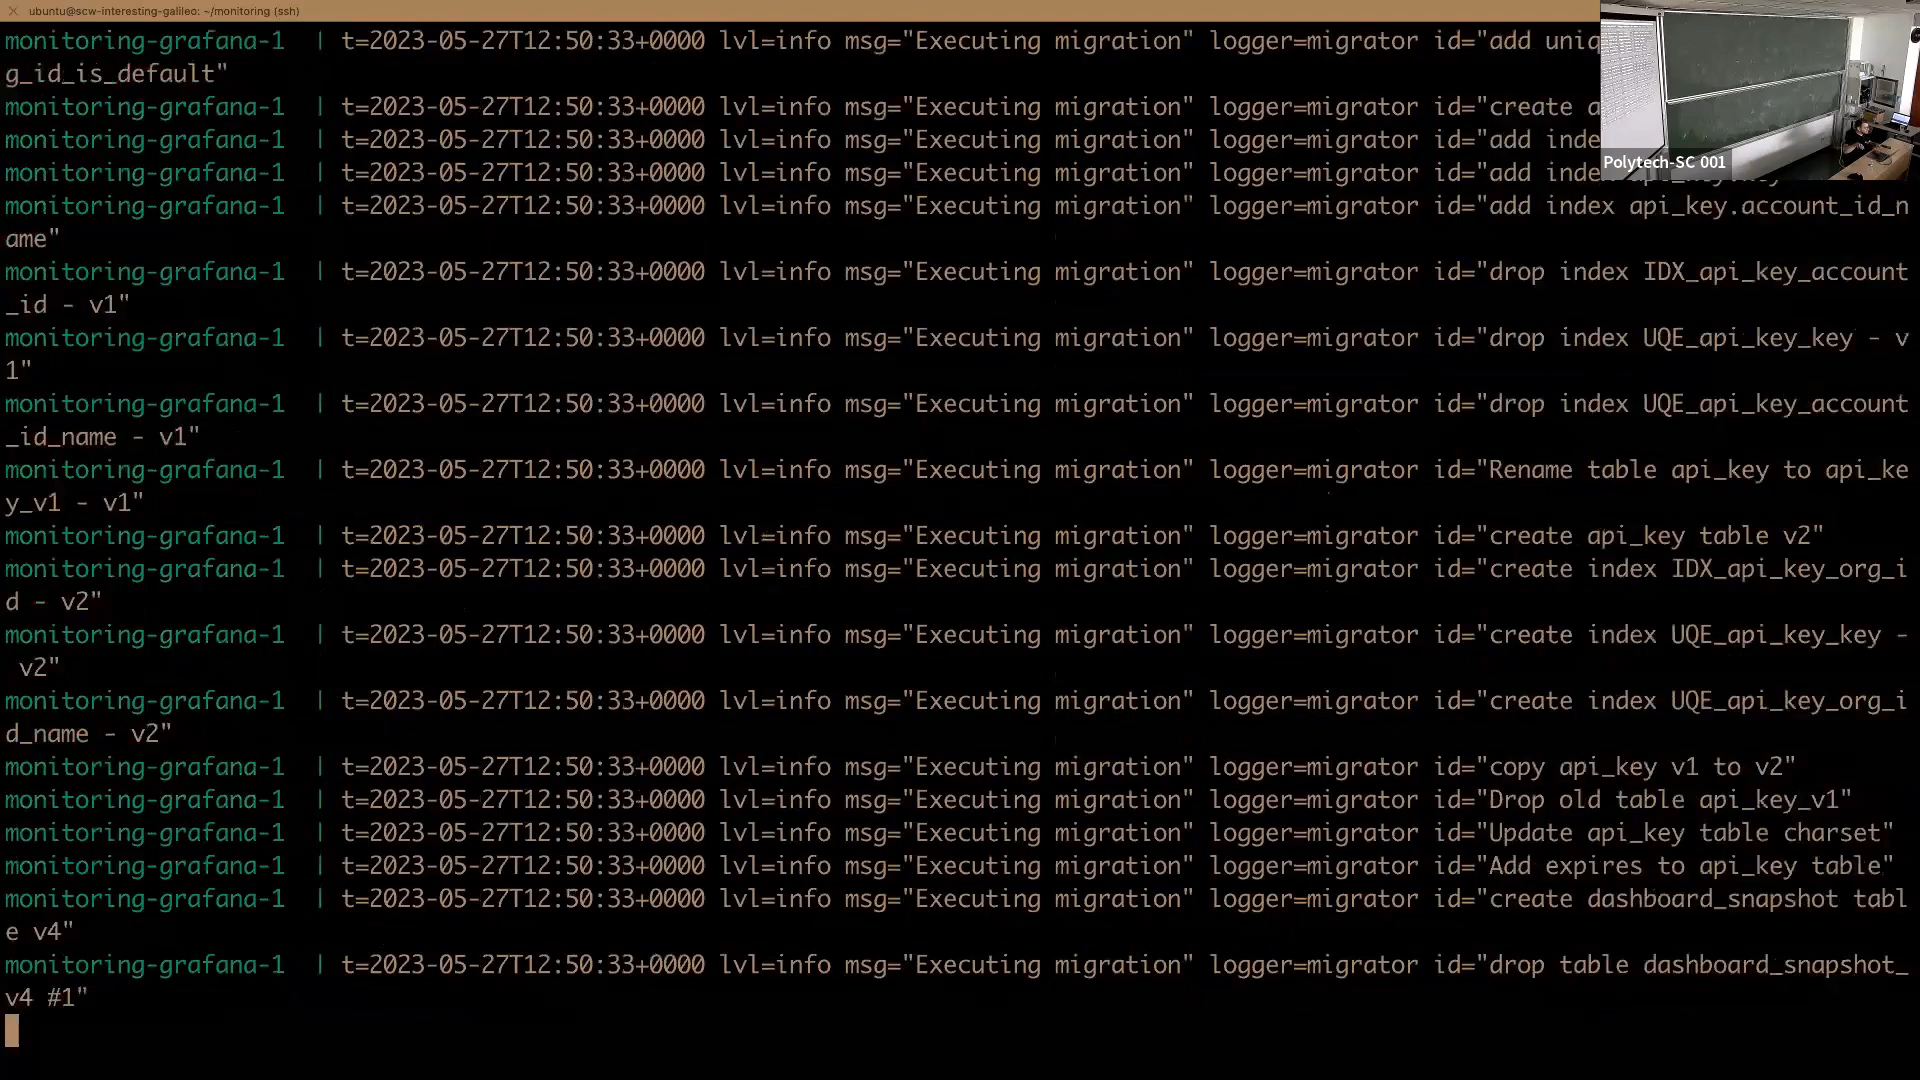 ubuntu@scw-interesting-galileo: ~/monitoring (ssh)
monitoring-grafana-1 | t=2023-05-27T12:50:33+0000 lvl=info msg="Executing migration" logger=migrator id="add
g_id_is_default"
monitoring-grafana-1 | t=2023-05-27T12:50:33+0000 lvl=info msg="Executing migration" logger=migrator id="create
monitoring-grafana-1 | t=2023-05-27T12:50:33+0000 lvl=info msg="Executing migration" logger=migrator id="add
monitoring-grafana-1 | t=2023-05-27T12:50:33+0000 lvl=info msg="Executing migration" logger=migrator id="add
Polytech-SC 001
monitoring-grafana-1 | t=2023-05-27T12:50:33+0000 lvl=info msg="Executing migration" logger=migrator id="add index api_key.account_id_n
ame"
monitoring-grafana-1 | t=2023-05-27T12:50:33+0000 lvl=info msg="Executing migration" logger=migrator id="drop index IDX_api_key_account
_id - v1"
monitoring-grafana-1 | t=2023-05-27T12:50:33+0000 lvl=info msg="Executing migration" logger=migrator id="drop index UQE_api_key_key - v
1"
monitoring-grafana-1 | t=2023-05-27T12:50:33+0000 lvl=info msg="Executing migration" logger=migrator id="drop index UQE_api_key_account
_id_name - v1"
monitoring-grafana-1 | t=2023-05-27T12:50:33+0000 lvl=info msg="Executing migration" logger=migrator id="Rename table api_key to api_ke
y_v1 - v1"
monitoring-grafana-1 | t=2023-05-27T12:50:33+0000 lvl=info msg="Executing migration" logger=migrator id="create api_key table v2"
monitoring-grafana-1 | t=2023-05-27T12:50:33+0000 lvl=info msg="Executing migration" logger=migrator id="create index IDX_api_key_org_i
d - v2"
monitoring-grafana-1 | t=2023-05-27T12:50:33+0000 lvl=info msg="Executing migration" logger=migrator id="create index UQE_api_key_key -
v2"
monitoring-grafana-1 | t=2023-05-27T12:50:33+0000 lvl=info msg="Executing migration" logger=migrator id="create index UQE_api_key_org_i
d_name - v2"
monitoring-grafana-1 | t=2023-05-27T12:50:33+0000 lvl=info msg="Executing migration" logger=migrator id="copy api_key v1 to v2"
monitoring-grafana-1 | t=2023-05-27T12:50:33+0000 lvl=info msg="Executing migration" logger=migrator id="Drop old table api_key_v1"
monitoring-grafana-1 | t=2023-05-27T12:50:33+0000 lvl=info msg="Executing migration" logger=migrator id="Update api_key table charset"
monitoring-grafana-1 | t=2023-05-27T12:50:33+0000 lvl=info msg="Executing migration" logger=migrator id="Add expires to api_key table"
monitoring-grafana-1 | t=2023-05-27T12:50:33+0000 lvl=info msg="Executing migration" logger=migrator id="create dashboard_snapshot tabl
e v4"
monitoring-grafana-1 | t=2023-05-27T12:50:33+0000 lvl=info msg="Executing migration" logger=migrator id="drop table dashboard_snapshot_
v4 #1"